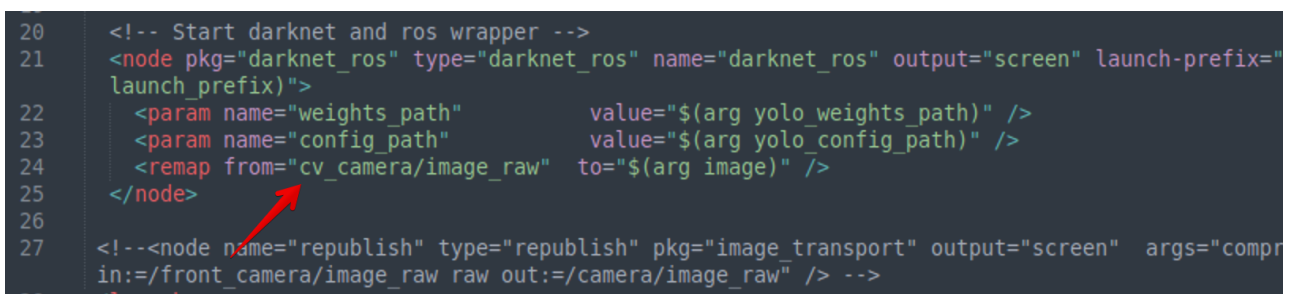 20 <!-- Start darknet and ros wrapper -->
21 <node pkg="darknet_ros" type="darknet_ros" name="darknet_ros" output="screen" launch-prefix="
launch_prefix)">
22 <param name="weights_path" value="$(arg yolo_weights_path)" />
23 <param name="config_path" value="$(arg yolo_config_path)" />
24 <remap from="cv_camera/image_raw" to="$(arg image)" />
25 </node>
26
27 <!--<node name="republish" type="republish" pkg="image_transport" output="screen" args="compr
in:=/front_camera/image_raw raw out:=/camera/image_raw" /> -->